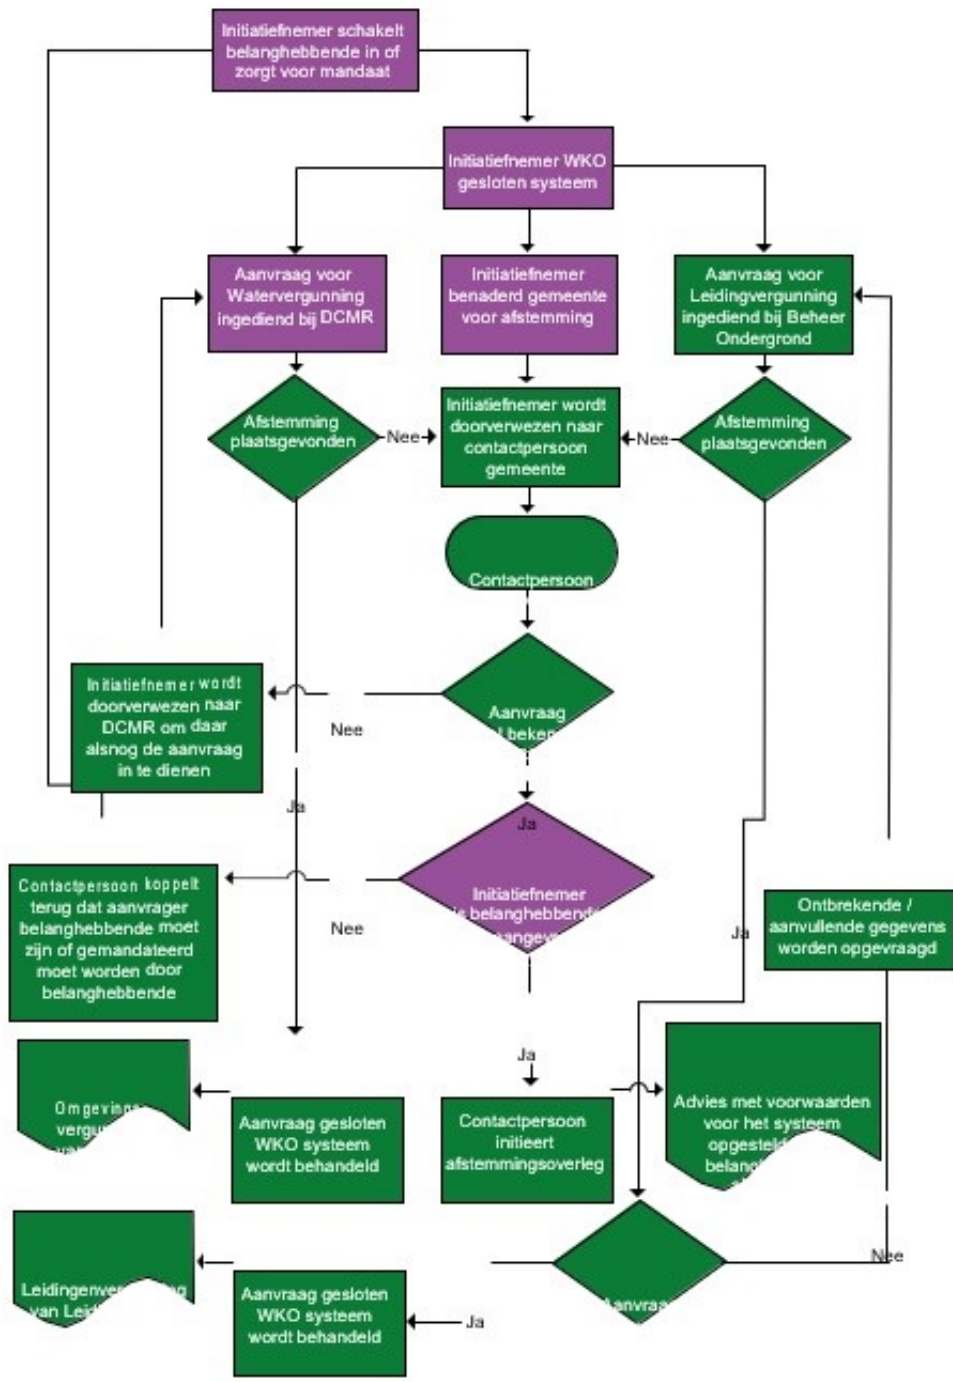 Initiatiefnemer schakelt
belanghebbende in of
zorgt voor mandaat
Initiatiefnemer WKO
gesloten systeem
Aanvraag voor
Watervergunning
ingediend bij DCMR
Initiatiefnemer
benaderd gemeente
voor afstemming
Aanvraag voor
Leidingvergunning
ingediend bij Beheer
Ondergrond
Afstemming
plaatsgevonden
Nee
Initiatiefnemer wordt
doorverwezen naar
contactpersoon
gemeente
Nee
Afstemming
plaatsgevonden
Contactpersoon
Initiatiefnemer wordt
doorverwezen naar
DCMR om daar
alsnog de aanvraag
in te dienen
Nee
Aanvraag
Ja
Ja
Initiatiefnemer
is belanghebbende
Contactpersoon koppelt
terug dat aanvrager
belanghebbende moet
zijn of gemandateerd
moet worden door
belanghebbende
Nee
Ja
Ontbrekende /
aanvullende gegevens
worden opgevraagd
Ja
Aanvraag gesloten
WKO systeem
wordt behandeld
Contactpersoon
initieert
afstemmingsoverleg
Advies met voorwaarden
voor het systeem
Nee
van
Aanvraag gesloten
WKO systeem
wordt behandeld
Ja